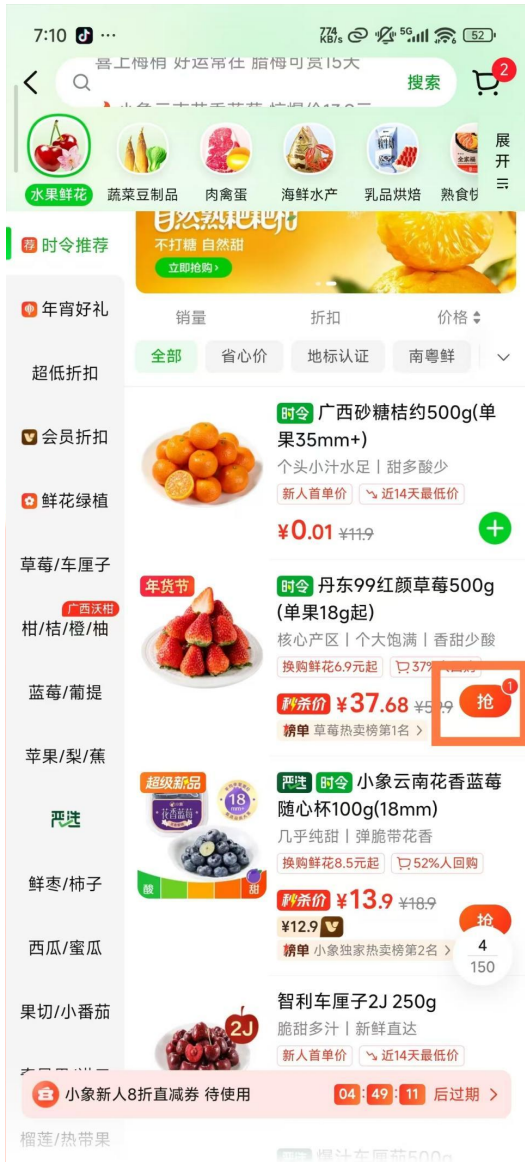 7:10
774 KB/s
5G
52
喜上梅梢 好运常在 腊梅可赏15天
搜索
2
水果鲜花
蔬菜豆制品
肉禽蛋
海鲜水产
乳品烘焙
熟食
展开
自然熟耙耙柑
不打糖 自然甜
立即抢购>
荐 时令推荐
年宵好礼
超低折扣
会员折扣
鲜花绿植
草莓/车厘子
广西沃柑
柑/桔/橙/柚
蓝莓/葡提
苹果/梨/蕉
严选
鲜枣/柿子
西瓜/蜜瓜
果切/小番茄
榴莲/热带果
销量
折扣
价格
全部
省心价
地标认证
南粤鲜
时令 广西砂糖桔约500g(单
果35mm+)
个头小汁水足 | 甜多酸少
新人首单价
近14天最低价
¥0.01 ¥11.9
年货节
时令 丹东99红颜草莓500g
(单果18g起)
核心产区 | 个大饱满 | 香甜少酸
换购鲜花6.9元起
秒杀价 ¥37.68
抢
1
榜单 草莓热卖榜第1名 >
超级新品
18
花香蓝莓
酸
甜
严选 时令 小象云南花香蓝莓
随心杯100g(18mm)
几乎纯甜 | 弹脆带花香
换购鲜花8.5元起
52%人回购
秒杀价 ¥13.9 ¥18.9
¥12.9
抢
榜单 小象独家热卖榜第2名 >
4
150
2J
智利车厘子2J 250g
脆甜多汁 | 新鲜直达
新人首单价
近14天最低价
小象新人8折直减券 待使用
04:49:11 后过期 >